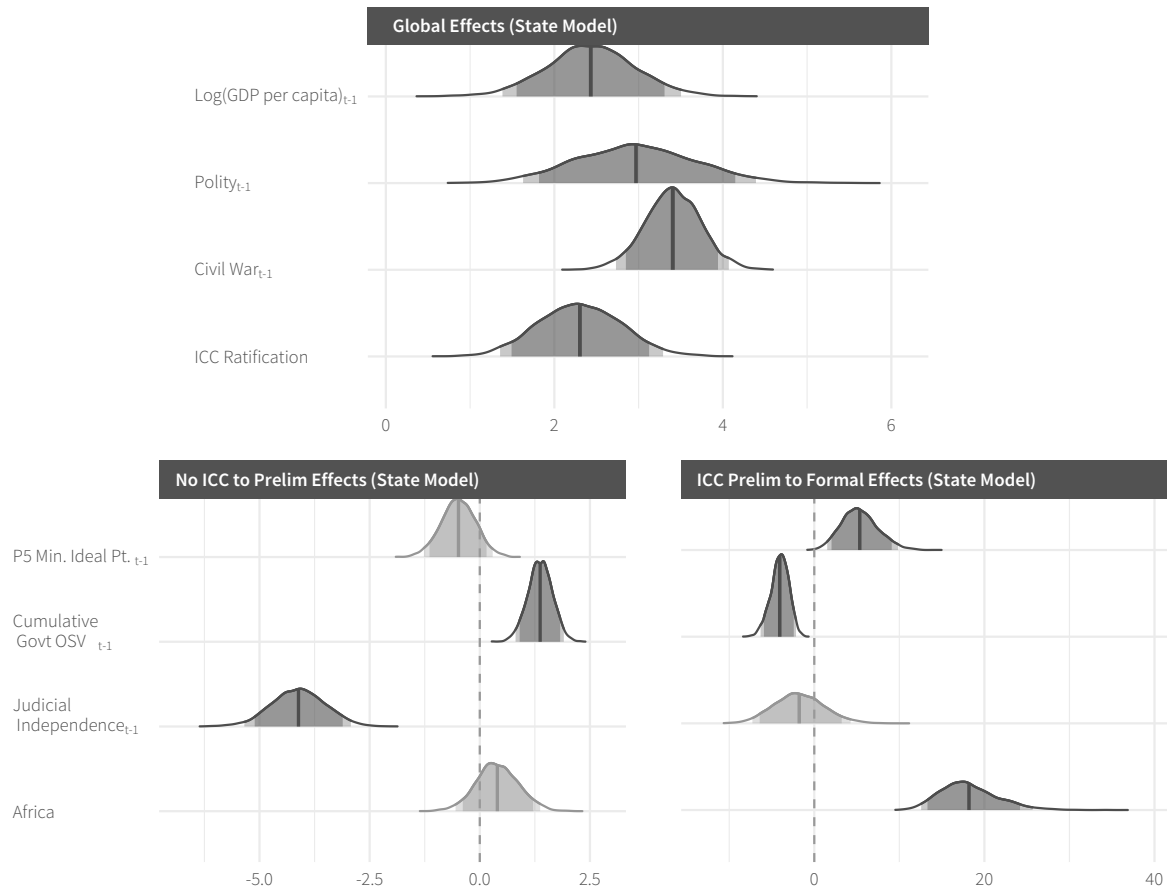 Global Effects (State Model)
Log(GDP per capita)t-1
Polityt-1
Civil Wart-1
ICC Ratification
0 2 4 6
No ICC to Prelim Effects (State Model)
P5 Min. Ideal Pt. t-1
Cumulative
Govt OSV t-1
Judicial
Independencet-1
Africa
-5.0 -2.5 0.0 2.5
ICC Prelim to Formal Effects (State Model)
0 20 40